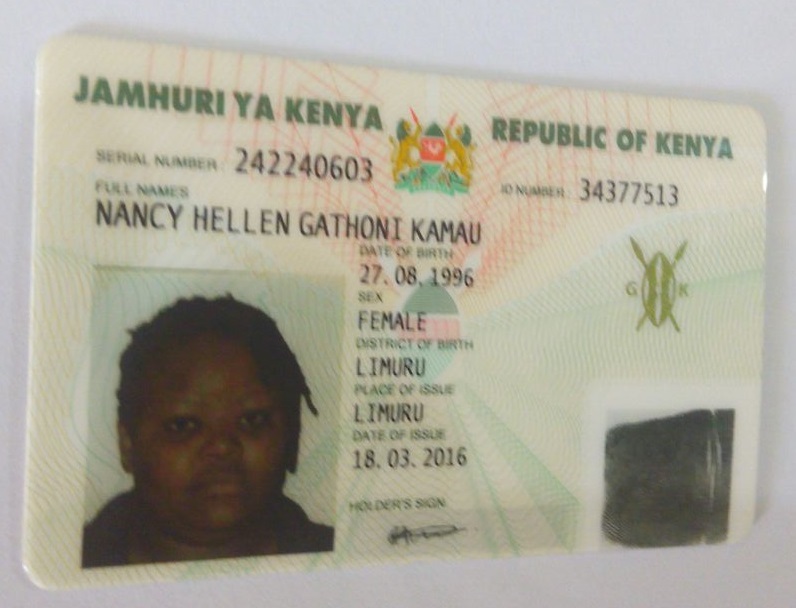 JAMHURI YA KENYA REPUBLIC OF KENYA
SERIAL NUMBER: 242240603 ID NUMBER: 34377513
FULL NAMES
NANCY HELLEN GATHONI KAMAU
DATE OF BIRTH
27. 08. 1996
SEX
FEMALE
DISTRICT OF BIRTH
LIMURU
PLACE OF ISSUE
LIMURU
DATE OF ISSUE
18. 03. 2016
HOLDER'S SIGN.
G K